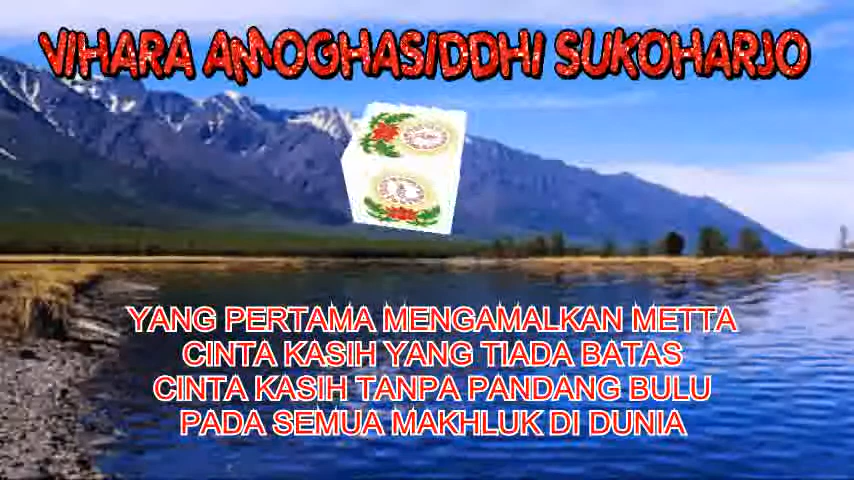 VIHARA AMOGHASIDDHI SUKOHARJO
YANG PERTAMA MENGAMALKAN METTA
CINTA KASIH YANG TIADA BATAS
CINTA KASIH TANPA PANDANG BULU
PADA SEMUA MAKHLUK DI DUNIA